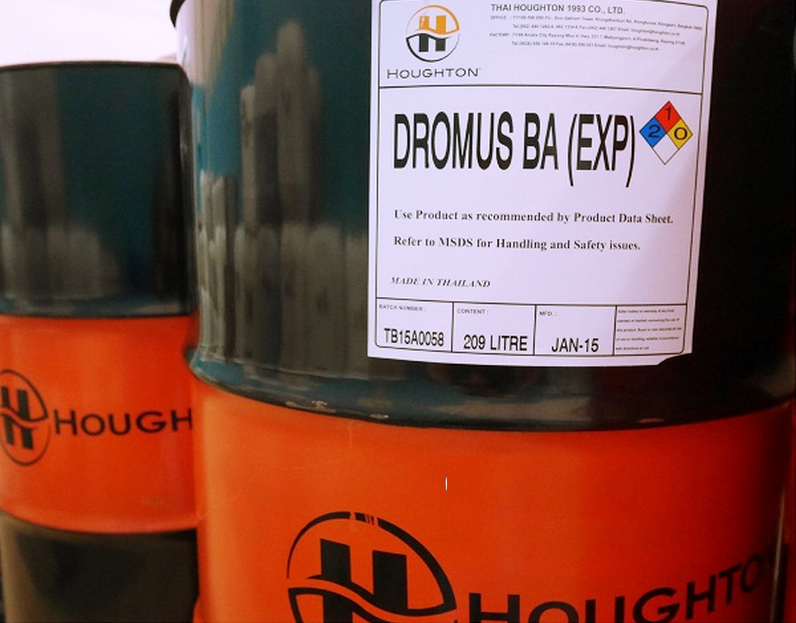 THAI HOUGHTON 1993 CO., LTD.
HOUGHTON
DROMUS BA (EXP)
1
2 0
Use Product as recommended by Product Data Sheet.
Refer to MSDS for Handling and Safety issues.
MADE IN THAILAND
BATCH NUMBER : CONTENT : MFD. :
TB15A0058 209 LITRE JAN-15
HOUGH
HOUGHTON